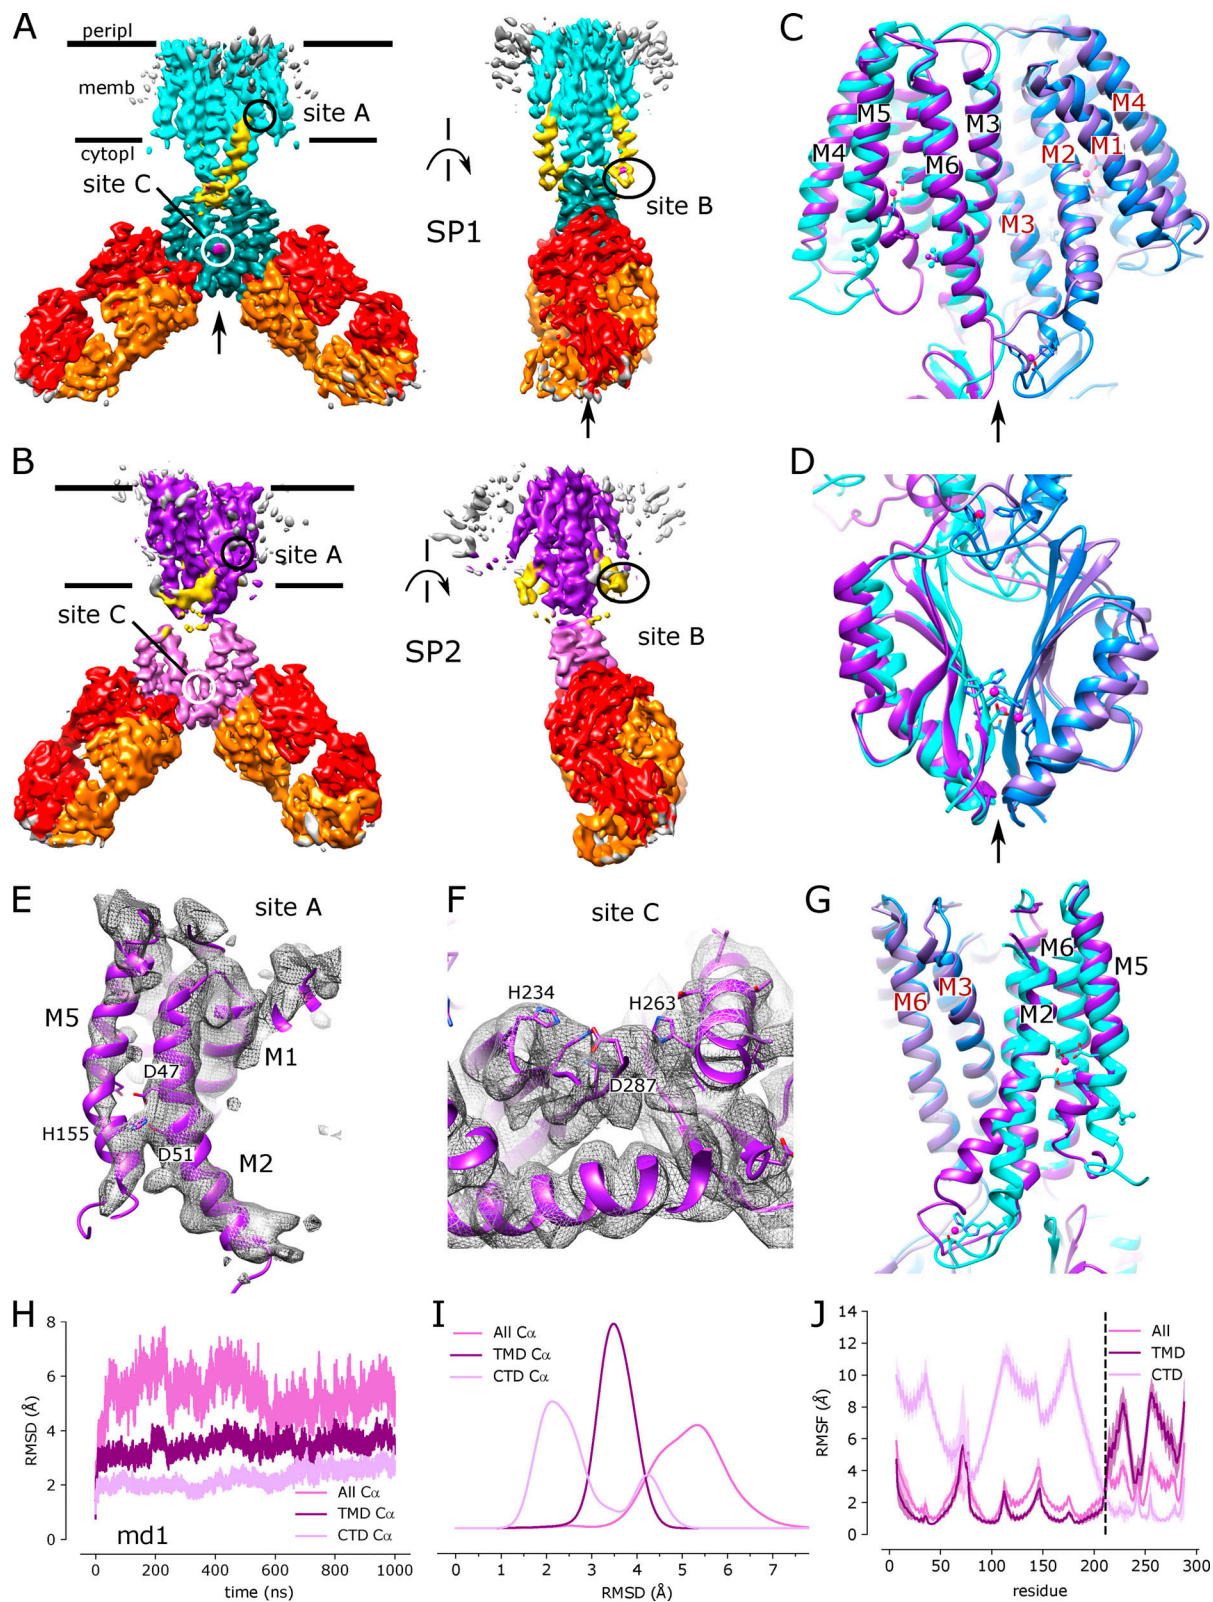 A
peripl
memb
cytopl
site A
site C
SP1
site B
C
M5
M4
M3
M6
M4
M1
M2
M3
B
site A
site C
SP2
site B
D
E
site A
M5
M1
D47
H155
D51
M2
F
site C
H234
H263
D287
G
M6
M3
M6
M5
M2
H
8
6
4
2
0
RMSD (Å)
All Cα
TMD Cα
CTD Cα
md1
0 200 400 600 800 1000
time (ns)
I
All Cα
TMD Cα
CTD Cα
0 1 2 3 4 5 6 7
RMSD (Å)
J
14
12
10
8
6
4
2
0
RMSF (Å)
All
TMD
CTD
0 50 100 150 200 250 300
residue